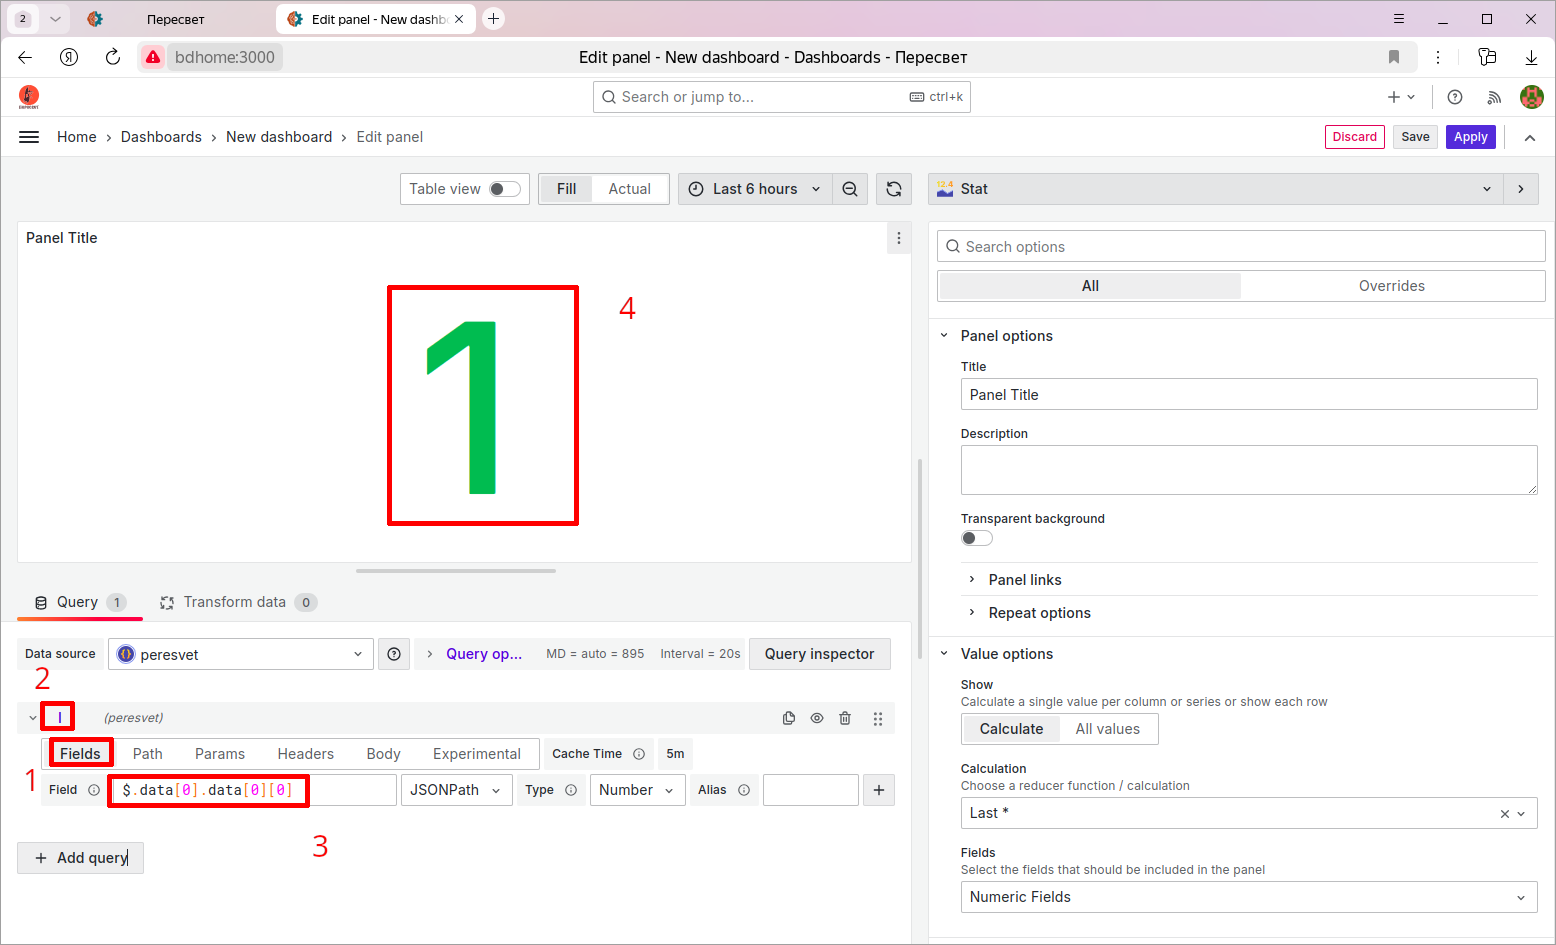 2
Пересвет
Edit panel - New dashb
bdhome:3000
Edit panel - New dashboard - Dashboards - Пересвет
Search or jump to...
ctrl+k
Home
Dashboards
New dashboard
Edit panel
Discard
Save
Apply
Table view
Fill
Actual
Last 6 hours
12.4
Stat
Panel Title
1
4
Search options
All
Overrides
Panel options
Title
Panel Title
Description
Transparent background
Panel links
Repeat options
Query 1
Transform data 0
Data source
peresvet
Query op...
MD = auto = 895
Interval = 20s
Query inspector
2
I
(peresvet)
Fields
Path
Params
Headers
Body
Experimental
Cache Time
5m
1
Field
$.data[0].data[0][0]
JSONPath
Type
Number
Alias
3
Add query
Value options
Show
Calculate a single value per column or series or show each row
Calculate
All values
Calculation
Choose a reducer function / calculation
Last *
Fields
Select the fields that should be included in the panel
Numeric Fields